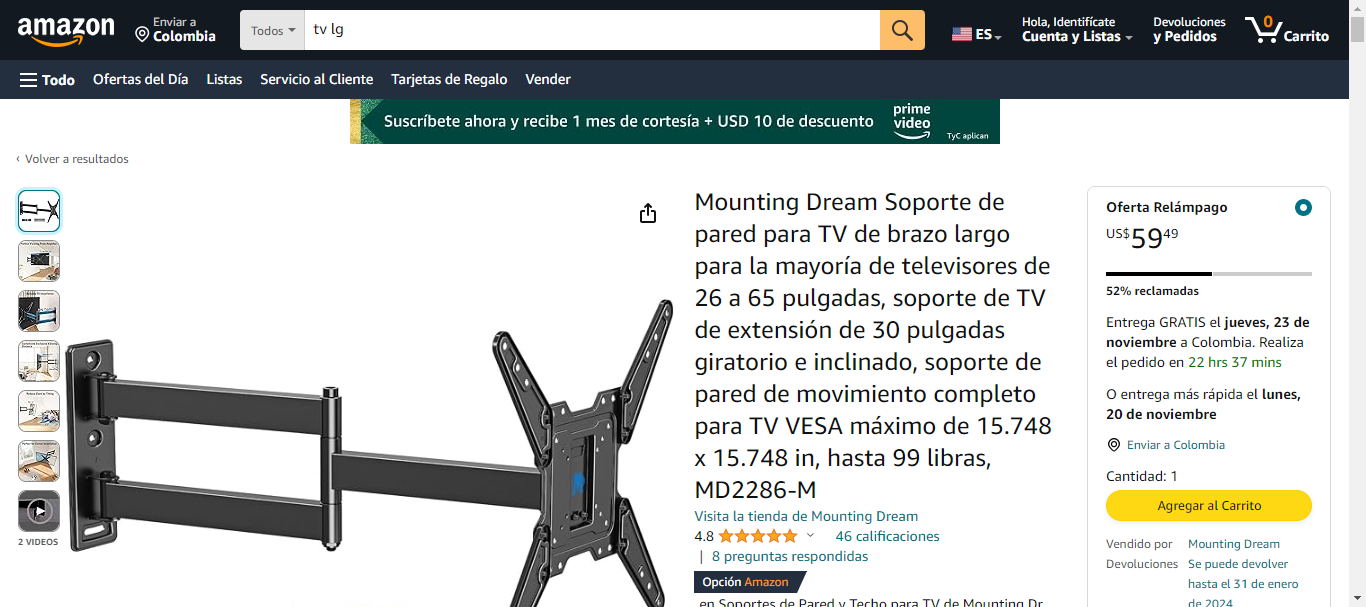 amazon
Enviar a
Colombia
Todos
tv lg
ES
Hola, Identifícate
Cuenta y Listas
Devoluciones
y Pedidos
0
Carrito
Todo
Ofertas del Día
Listas
Servicio al Cliente
Tarjetas de Regalo
Vender
Suscríbete ahora y recibe 1 mes de cortesía + USD 10 de descuento
prime
video
TyC aplican
‹ Volver a resultados
2 VIDEOS
Mounting Dream Soporte de
pared para TV de brazo largo
para la mayoría de televisores de
26 a 65 pulgadas, soporte de TV
de extensión de 30 pulgadas
giratorio e inclinado, soporte de
pared de movimiento completo
para TV VESA máximo de 15.748
x 15.748 in, hasta 99 libras,
MD2286-M
Visita la tienda de Mounting Dream
4.8
46 calificaciones
| 8 preguntas respondidas
Opción Amazon
en Soportes de Pared y Techo para TV de Mounting Dr
Oferta Relámpago
US$5949
52% reclamadas
Entrega GRATIS el jueves, 23 de
noviembre a Colombia. Realiza
el pedido en 22 hrs 37 mins
O entrega más rápida el lunes,
20 de noviembre
Enviar a Colombia
Cantidad: 1
Agregar al Carrito
Vendido por Mounting Dream
Devoluciones Se puede devolver
hasta el 31 de enero
de 2024